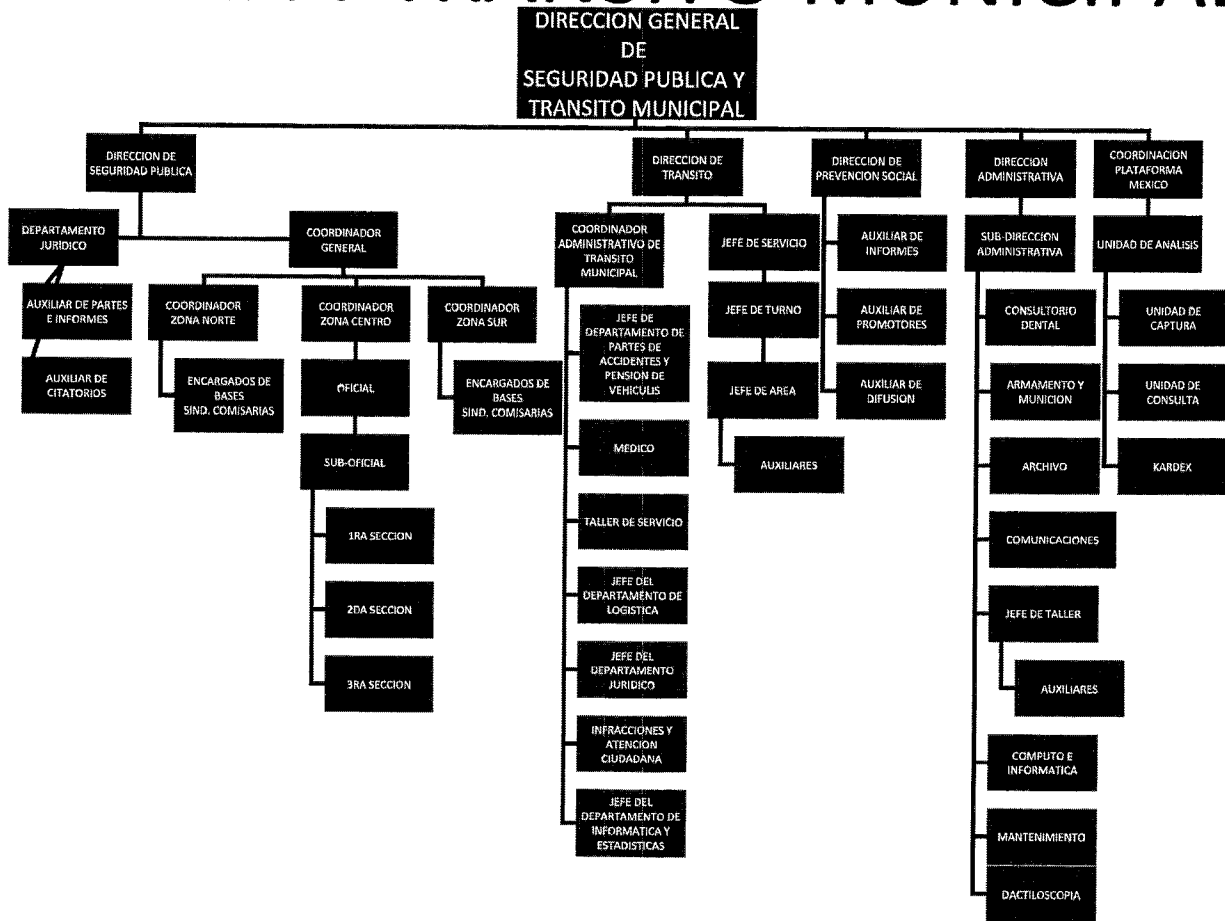 MUNICIPAL
DIRECCION GENERAL
DE
SEGURIDAD PUBLICA Y
TRANSITO MUNICIPAL
DIRECCION DE
SEGURIDAD PUBLICA
DIRECCION DE
TRANSITO
DIRECCION DE
PREVENCION SOCIAL
DIRECCION
ADMINISTRATIVA
COORDINACION
PLATAFORMA
MEXICO
DEPARTAMENTO
JURÍDICO
COORDINADOR
GENERAL
COORDINADOR
ADMINISTRATIVO DE
TRANSITO
MUNICIPAL
JEFE DE SERVICIO
AUXILIAR DE
INFORMES
SUB-DIRECCION
ADMINISTRATIVA
UNIDAD DE ANALISIS
AUXILIAR DE PARTES
E INFORMES
COORDINADOR
ZONA NORTE
COORDINADOR
ZONA CENTRO
COORDINADOR
ZONA SUR
JEFE DE
DEPARTAMENTO DE
PARTES DE
ACCIDENTES Y
PENSION DE
VEHICULIS
JEFE DE TURNO
AUXILIAR DE
PROMOTORES
CONSULTORIO
DENTAL
UNIDAD DE
CAPTURA
AUXILIAR DE
CITATORIOS
ENCARGADOS DE
BASES
SIND. COMISARIAS
OFICIAL
ENCARGADOS DE
BASES
SIND. COMISARIAS
JEFE DE AREA
AUXILIAR DE
DIFUSION
ARMAMENTO Y
MUNICION
UNIDAD DE
CONSULTA
SUB-OFICIAL
MEDICO
AUXILIARES
ARCHIVO
KARDEX
1RA SECCION
TALLER DE SERVICIO
COMUNICACIONES
2DA SECCION
JEFE DEL
DEPARTAMENTO DE
LOGISTICA
JEFE DE TALLER
3RA SECCION
JEFE DEL
DEPARTAMENTO
JURIDICO
AUXILIARES
INFRACCIONES Y
ATENCION
CIUDADANA
COMPUTO E
INFORMATICA
JEFE DEL
DEPARTAMENTO DE
INFORMATICA Y
ESTADISTICAS
MANTENIMIENTO
DACTILOSCOPIA